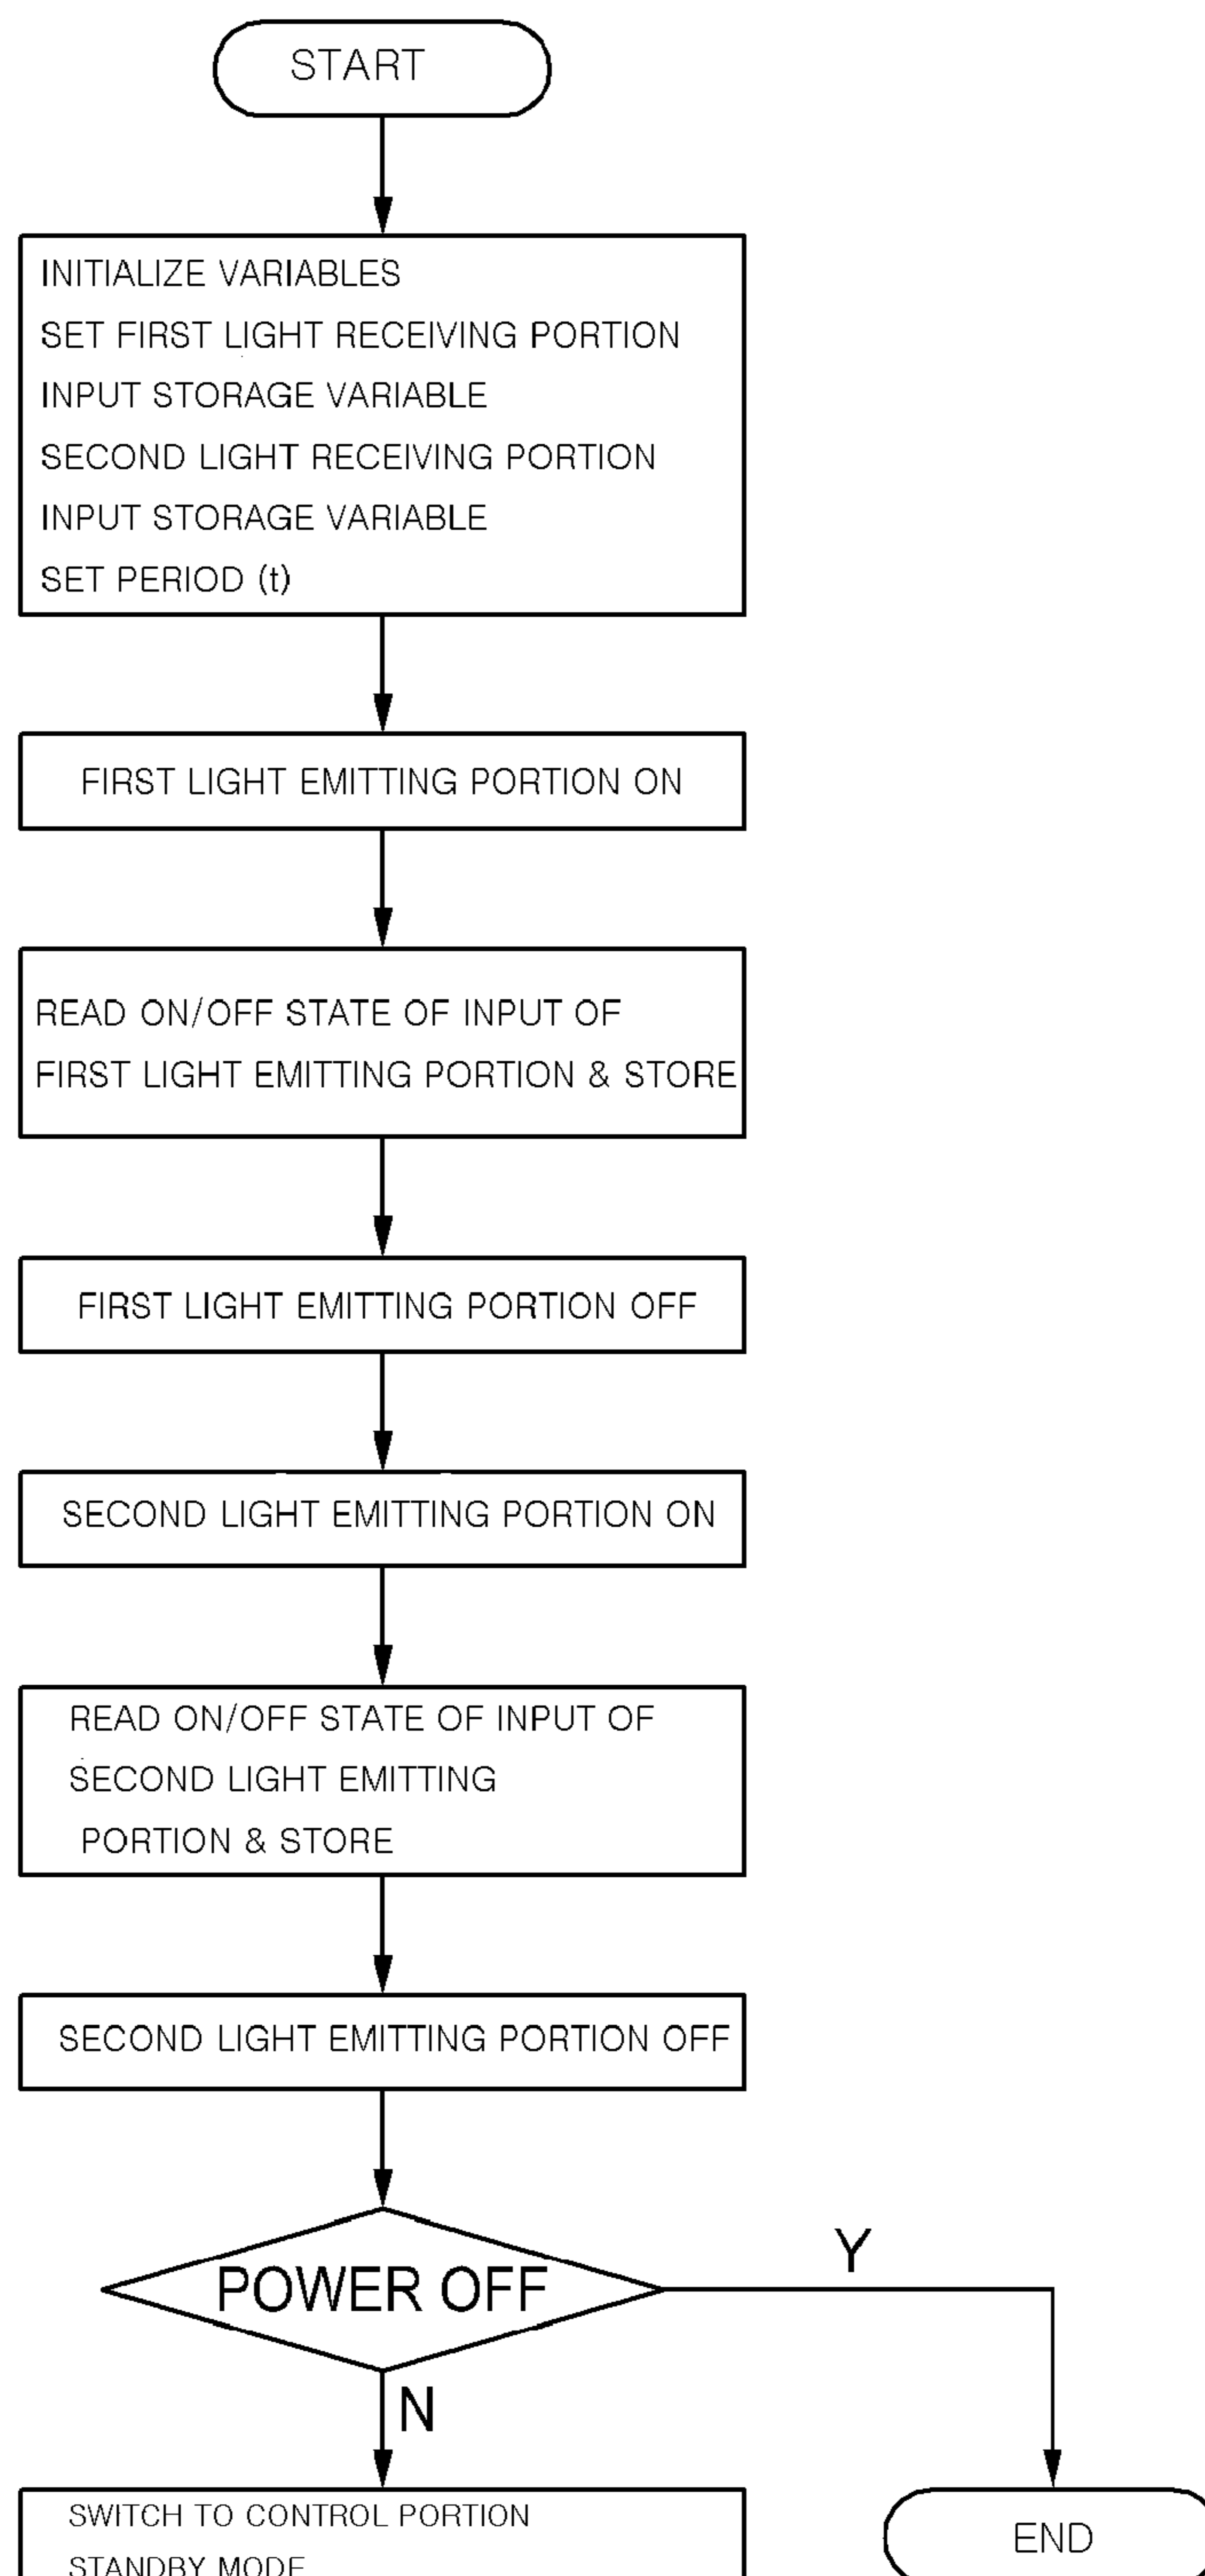 START
INITIALIZE VARIABLES
SET FIRST LIGHT RECEIVING PORTION
INPUT STORAGE VARIABLE
SECOND LIGHT RECEIVING PORTION
INPUT STORAGE VARIABLE
SET PERIOD (t)
FIRST LIGHT EMITTING PORTION ON
READ ON/OFF STATE OF INPUT OF
FIRST LIGHT EMITTING PORTION & STORE
FIRST LIGHT EMITTING PORTION OFF
SECOND LIGHT EMITTING PORTION ON
READ ON/OFF STATE OF INPUT OF
SECOND LIGHT EMITTING
PORTION & STORE
SECOND LIGHT EMITTING PORTION OFF
POWER OFF
Y
N
SWITCH TO CONTROL PORTION
STANDBY MODE
END